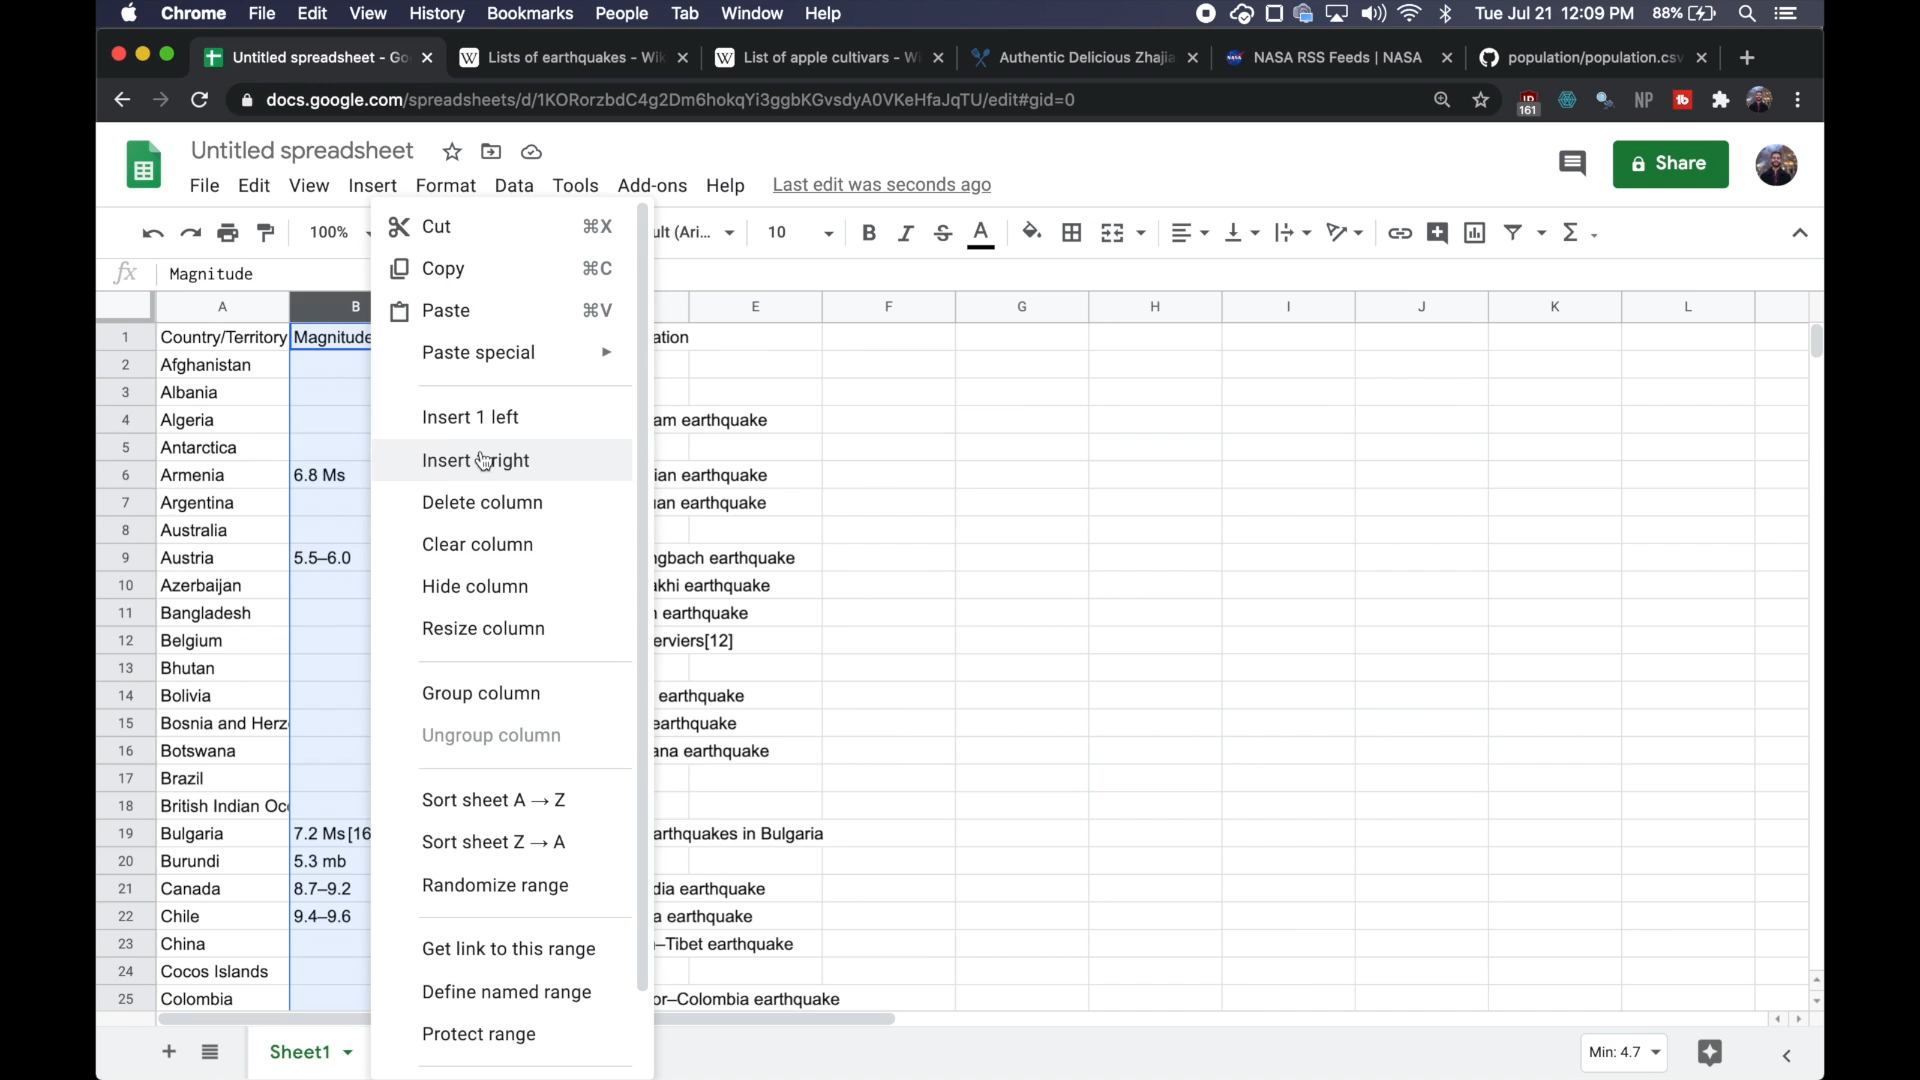 Chrome File Edit View History Bookmarks People Tab Window Help Tue Jul 21 12:09 PM 88%
Untitled spreadsheet - Go Lists of earthquakes - Wik List of apple cultivars - Wi Authentic Delicious Zhajia NASA RSS Feeds | NASA population/population.csv
docs.google.com/spreadsheets/d/1KORorzbdC4g2Dm6hokqYi3ggbKGvsdyA0VKeHfaJqTU/edit#gid=0 161 NP tb
Untitled spreadsheet
File Edit View Insert Format Data Tools Add-ons Help Last edit was seconds ago
Share
100% ult (Ari... 10 B I S A Σ
fx Magnitude
A B E F G H I J K L
1 Country/Territory Magnitude ation
2 Afghanistan
3 Albania
4 Algeria am earthquake
5 Antarctica
6 Armenia 6.8 Ms ian earthquake
7 Argentina uan earthquake
8 Australia
9 Austria 5.5–6.0 ngbach earthquake
10 Azerbaijan akhi earthquake
11 Bangladesh earthquake
12 Belgium erviers[12]
13 Bhutan
14 Bolivia earthquake
15 Bosnia and Herz earthquake
16 Botswana ana earthquake
17 Brazil
18 British Indian Oc
19 Bulgaria 7.2 Ms[16 arthquakes in Bulgaria
20 Burundi 5.3 mb
21 Canada 8.7–9.2 dia earthquake
22 Chile 9.4–9.6 a earthquake
23 China –Tibet earthquake
24 Cocos Islands
25 Colombia or–Colombia earthquake
Cut ⌘X
Copy ⌘C
Paste ⌘V
Paste special
Insert 1 left
Insert right
Delete column
Clear column
Hide column
Resize column
Group column
Ungroup column
Sort sheet A → Z
Sort sheet Z → A
Randomize range
Get link to this range
Define named range
Protect range
Sheet1
Min: 4.7